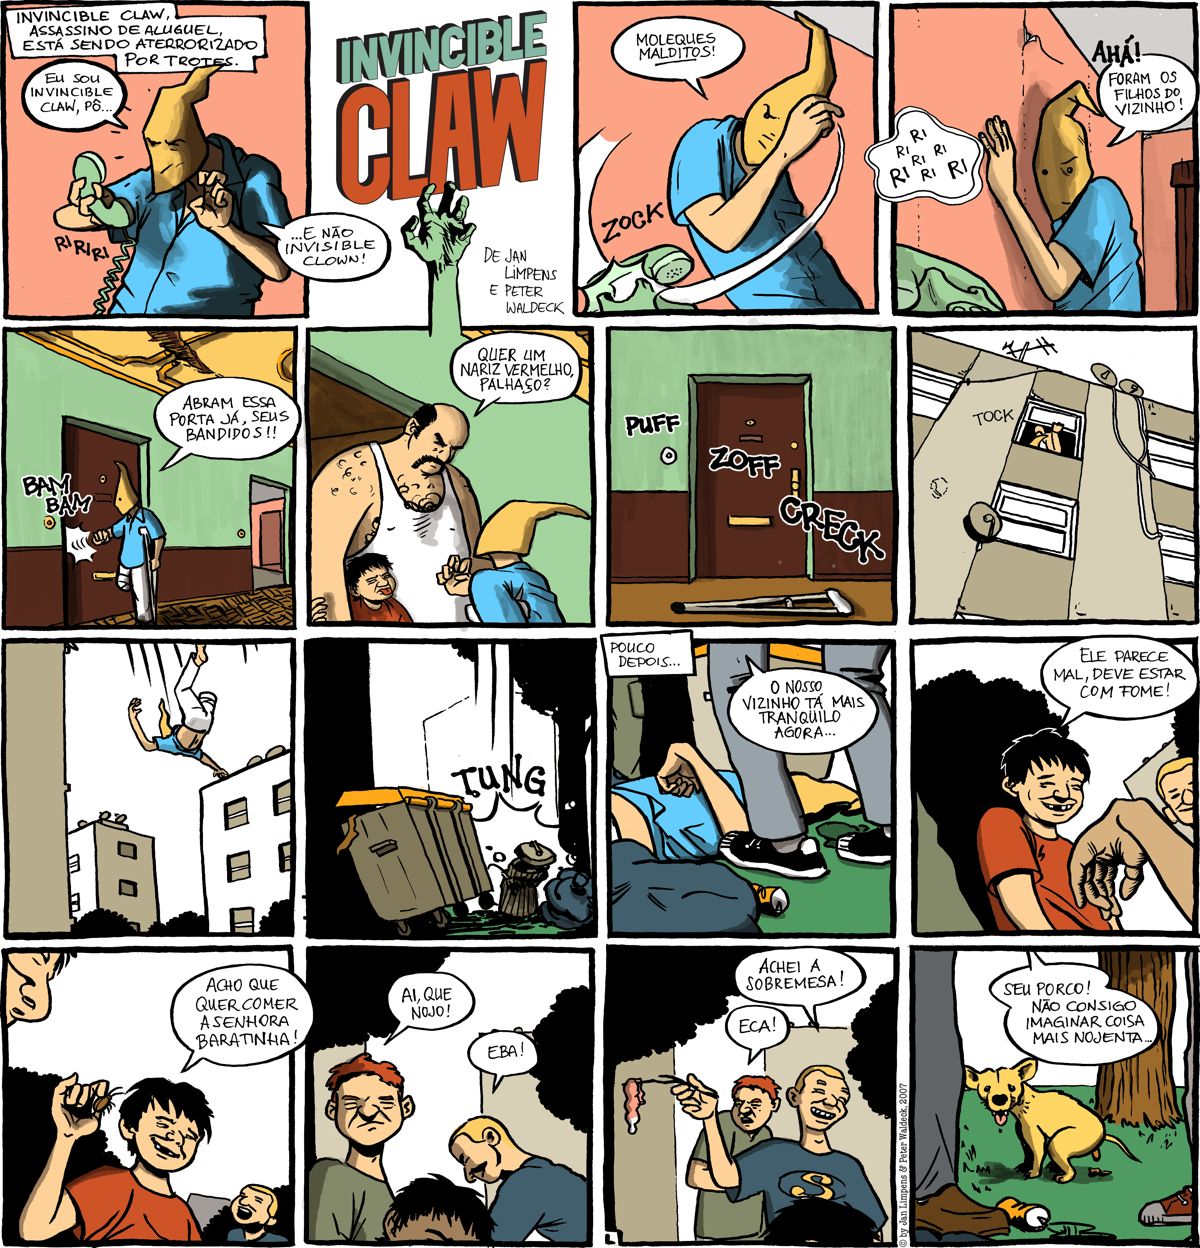 INVINCIBLE CLAW,
ASSASSINO DE ALUGUEL,
ESTÁ SENDO ATERRORIZADO
POR TROTES.
EU SOU
INVINCIBLE
CLAW, PÔ...
RI RI RI
...E NÃO
INVISIBLE
CLOWN!
INVINCIBLE
CLAW
DE JAN
LIMPENS
E PETER
WALDECK
MOLEQUES
MALDITOS!
ZOCK
AHÁ!
FORAM OS
FILHOS DO
VIZINHO!
RI
RI RI
RI RI RI
RI RI RI
ABRAM ESSA
PORTA JÁ, SEUS
BANDIDOS!!
BAM
BAM
QUER UM
NARIZ VERMELHO,
PALHAÇO?
PUFF
ZOFF
CRECK
TOCK
TUNG
POUCO
DEPOIS...
O NOSSO
VIZINHO TÁ MAIS
TRANQUILO
AGORA...
ELE PARECE
MAL, DEVE ESTAR
COM FOME!
ACHO QUE
QUER COMER
A SENHORA
BARATINHA!
AI, QUE
NOJO!
EBA!
ACHEI A
SOBREMESA!
ECA!
S
© by Jan Limpens & Peter Waldeck, 2007
SEU PORCO!
NÃO CONSIGO
IMAGINAR COISA
MAIS NOJENTA...